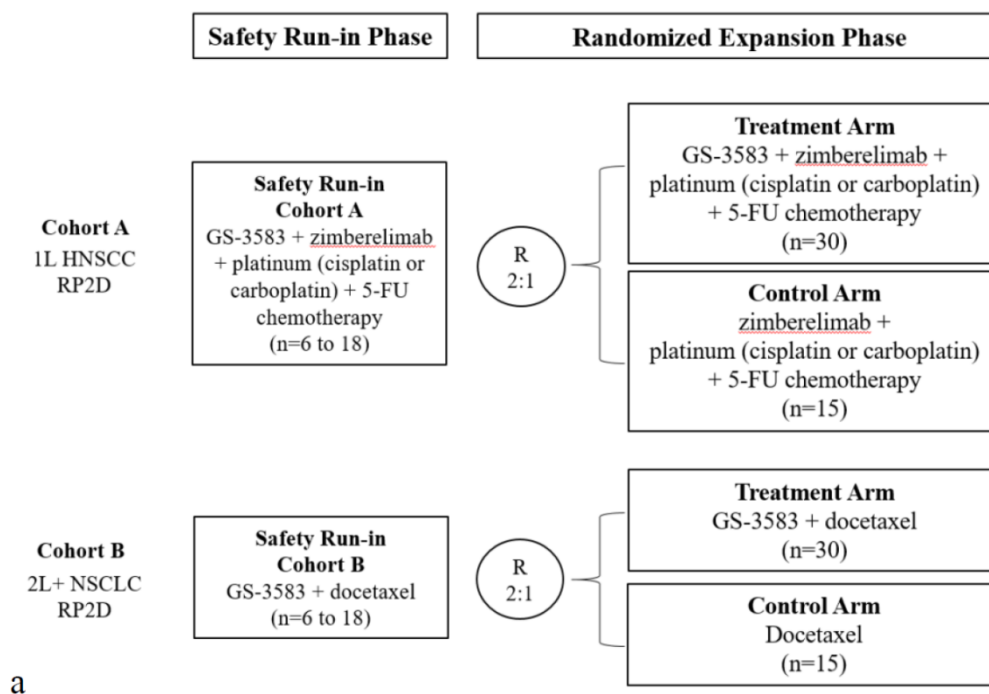 Safety Run-in Phase
Randomized Expansion Phase
Cohort A
1L HNSCC
RP2D
Safety Run-in
Cohort A
GS-3583 + zimberelimab
+ platinum (cisplatin or
carboplatin) + 5-FU
chemotherapy
(n=6 to 18)
R
2:1
Treatment Arm
GS-3583 + zimberelimab +
platinum (cisplatin or carboplatin)
+ 5-FU chemotherapy
(n=30)
Control Arm
zimberelimab +
platinum (cisplatin or carboplatin)
+ 5-FU chemotherapy
(n=15)
Cohort B
2L+ NSCLC
RP2D
Safety Run-in
Cohort B
GS-3583 + docetaxel
(n=6 to 18)
R
2:1
Treatment Arm
GS-3583 + docetaxel
(n=30)
Control Arm
Docetaxel
(n=15)
a